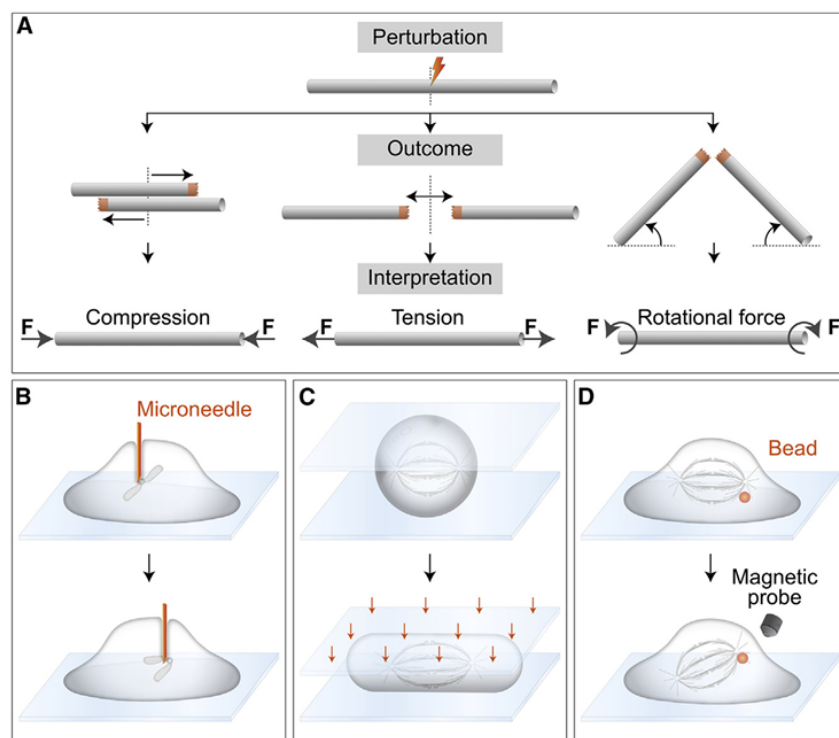 A
Perturbation
Outcome
Interpretation
Compression
Tension
Rotational force
F F F F F F
B
Microneedle
C
D
Bead
Magnetic
probe